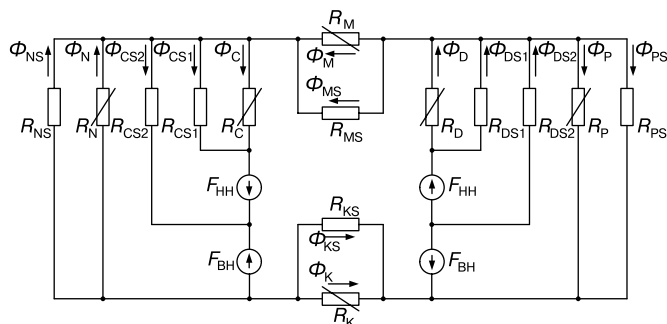 R_M
Φ_NS Φ_N Φ_CS2 Φ_CS1 Φ_C Φ_M Φ_D Φ_DS1 Φ_DS2 Φ_P Φ_PS
Φ_MS
R_NS R_N R_CS2 R_CS1 R_C R_MS R_D R_DS1 R_DS2 R_P R_PS
F_HH F_HH
R_KS
Φ_KS
F_BH F_BH
Φ_K
R_K